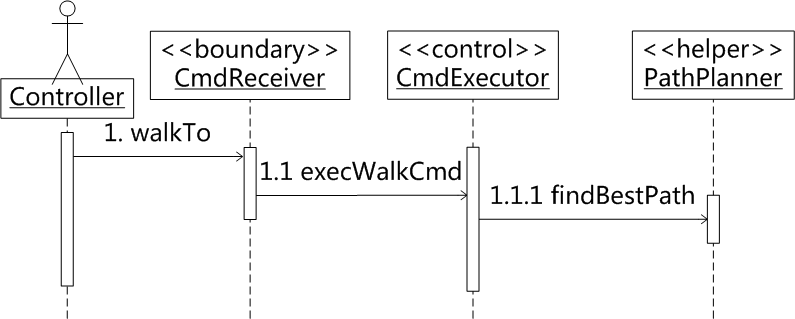 Controller
<<boundary>>
CmdReceiver
<<control>>
CmdExecutor
<<helper>>
PathPlanner
1. walkTo
1.1 execWalkCmd
1.1.1 findBestPath